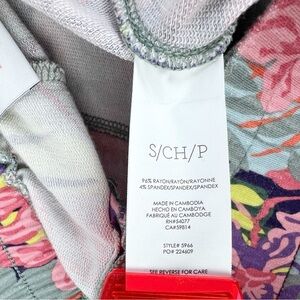 S/CH/P
96% RAYON/RAYON/RAYONNE
4% SPANDEX/SPANDEX/SPANDEX
MADE IN CAMBODIA
HECHO EN CAMBOYA
FABRIQUÉ AU CAMBODGE
RN#54077
CA#59814
STYLE# 5966
PO# 224609
SEE REVERSE FOR CARE